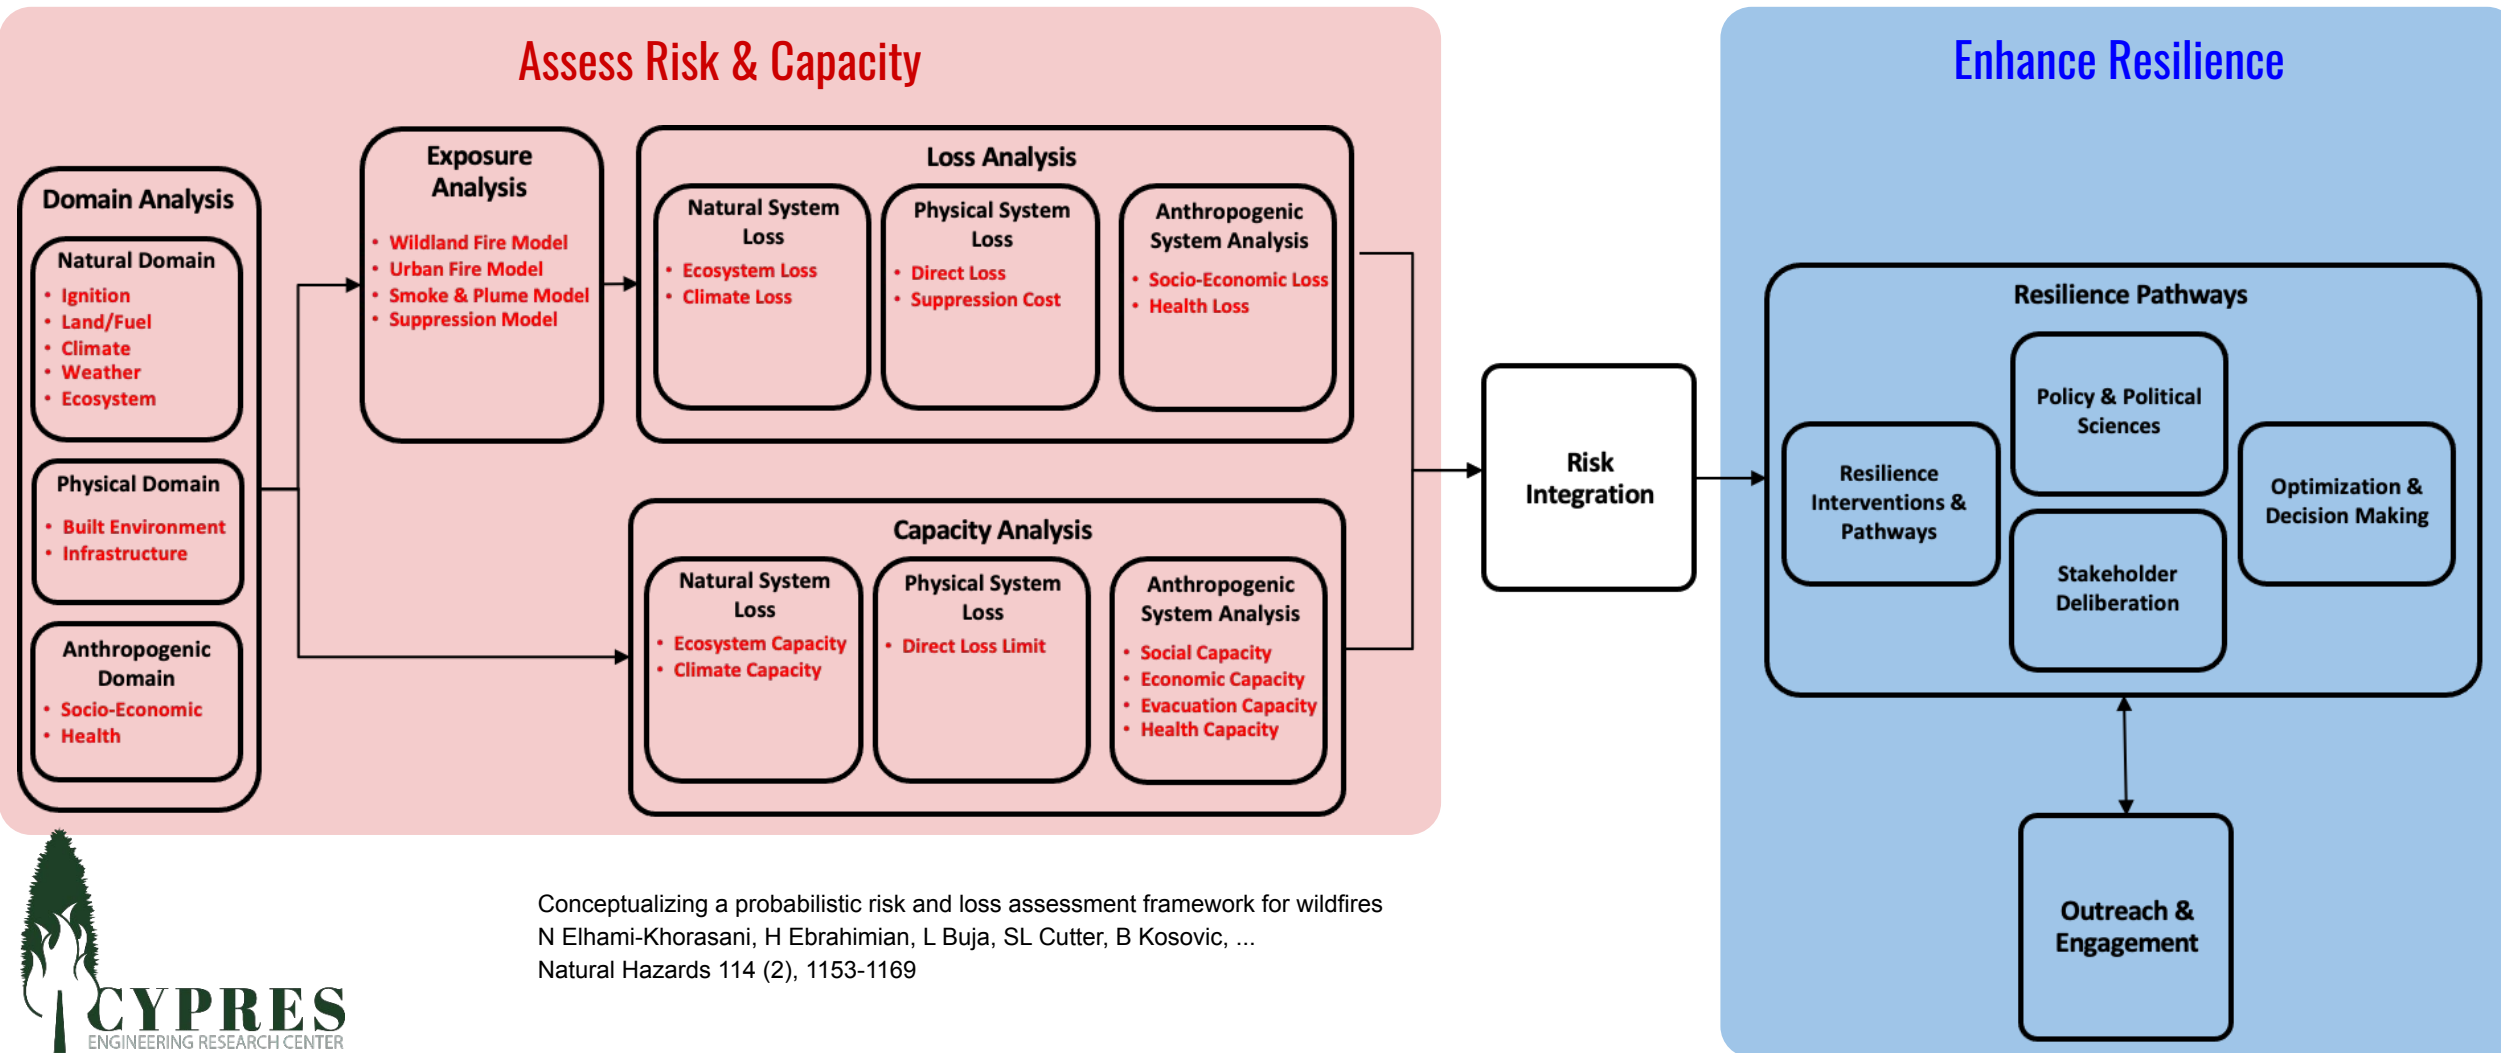 Assess Risk & Capacity
Domain Analysis
Natural Domain
• Ignition
• Land/Fuel
• Climate
• Weather
• Ecosystem
Physical Domain
• Built Environment
• Infrastructure
Anthropogenic
Domain
• Socio-Economic
• Health
Exposure
Analysis
• Wildland Fire Model
• Urban Fire Model
• Smoke & Plume Model
• Suppression Model
Loss Analysis
Natural System
Loss
• Ecosystem Loss
• Climate Loss
Physical System
Loss
• Direct Loss
• Suppression Cost
Anthropogenic
System Analysis
• Socio-Economic Loss
• Health Loss
Capacity Analysis
Natural System
Loss
• Ecosystem Capacity
• Climate Capacity
Physical System
Loss
• Direct Loss Limit
Anthropogenic
System Analysis
• Social Capacity
• Economic Capacity
• Evacuation Capacity
• Health Capacity
Risk
Integration
Enhance Resilience
Resilience Pathways
Resilience
Interventions &
Pathways
Policy & Political
Sciences
Stakeholder
Deliberation
Optimization &
Decision Making
Outreach &
Engagement
Conceptualizing a probabilistic risk and loss assessment framework for wildfires
N Elhami-Khorasani, H Ebrahimian, L Buja, SL Cutter, B Kosovic, ...
Natural Hazards 114 (2), 1153-1169
CYPRES
ENGINEERING RESEARCH CENTER